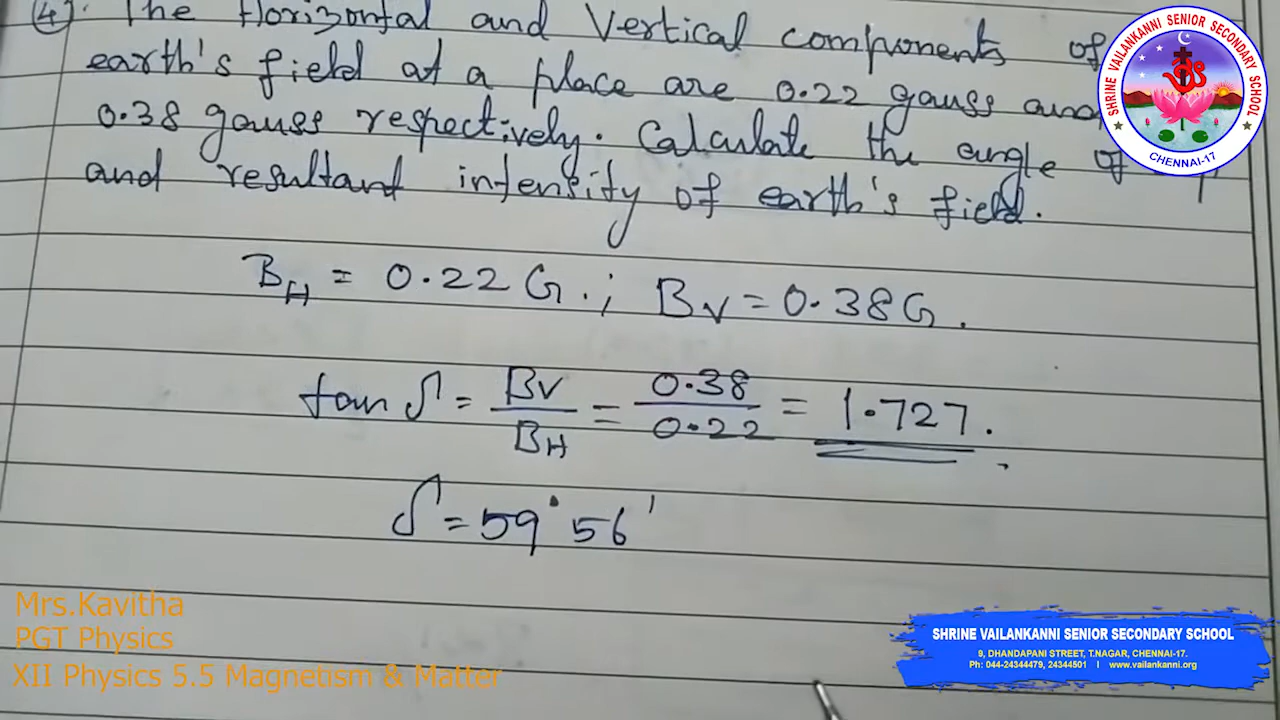 (4). The Horizontal and Vertical components of
earth's field at a place are 0.22 gauss and
0.38 gauss respectively. Calculate the angle of
and resultant intensity of earth's field.
B_H = 0.22 G.; B_V = 0.38 G.
tan δ = B_V / B_H = 0.38 / 0.22 = 1.727.
δ = 59° 56'
SHRINE VAILANKANNI SENIOR SECONDARY SCHOOL
CHENNAI-17
Mrs.Kavitha
PGT Physics
XII Physics 5.5 Magnetism & Matter
SHRINE VAILANKANNI SENIOR SECONDARY SCHOOL
9, DHANDAPANI STREET, T.NAGAR, CHENNAI-17.
Ph: 044-24344479, 24344501 | www.vailankanni.org